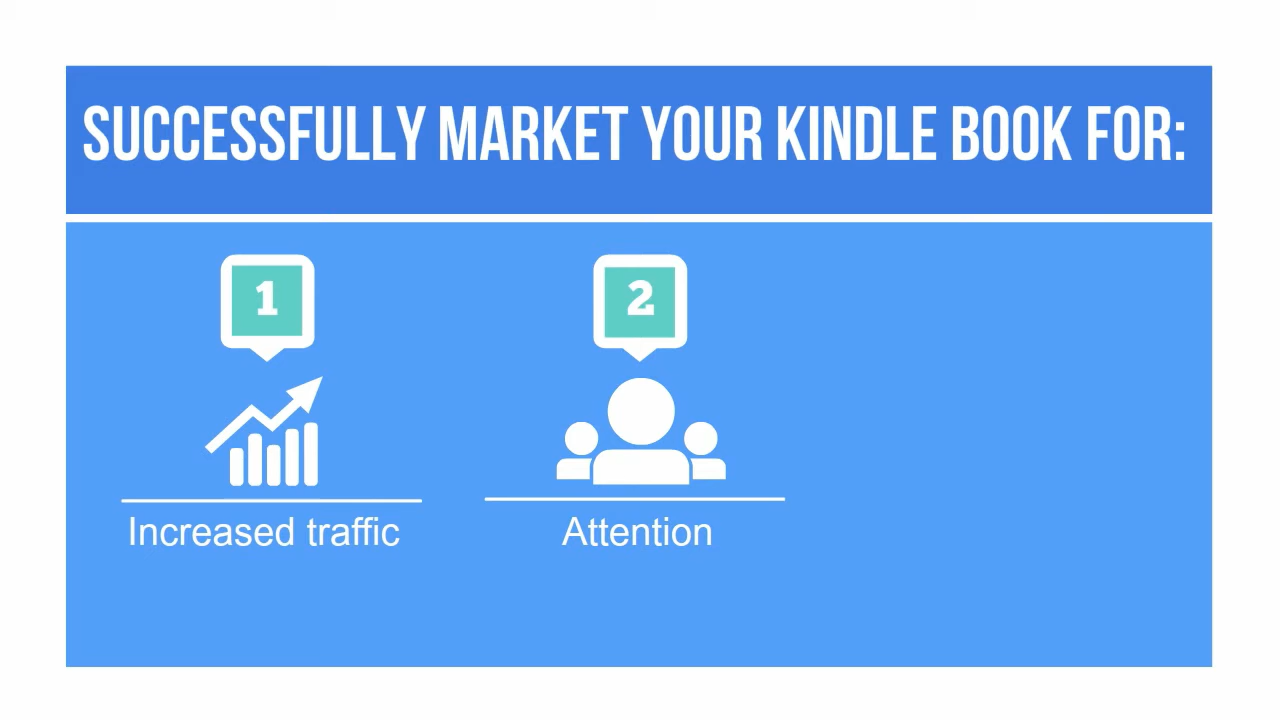 SUCCESSFULLY MARKET YOUR KINDLE BOOK FOR:
1
2
Increased traffic
Attention